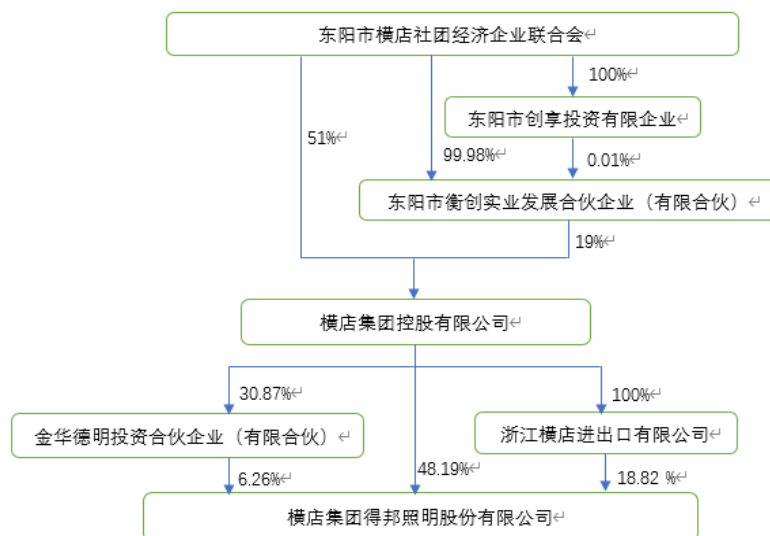 东阳市横店社团经济企业联合会↵
100%↵
东阳市创享投资有限企业↵
51%↵
99.98%↵
0.01%↵
东阳市衡创实业发展合伙企业（有限合伙）↵
19%↵
横店集团控股有限公司↵
30.87%↵
100%↵
金华德明投资合伙企业（有限合伙）↵
浙江横店进出口有限公司↵
6.26%↵
48.19%↵
18.82 %↵
横店集团得邦照明股份有限公司↵